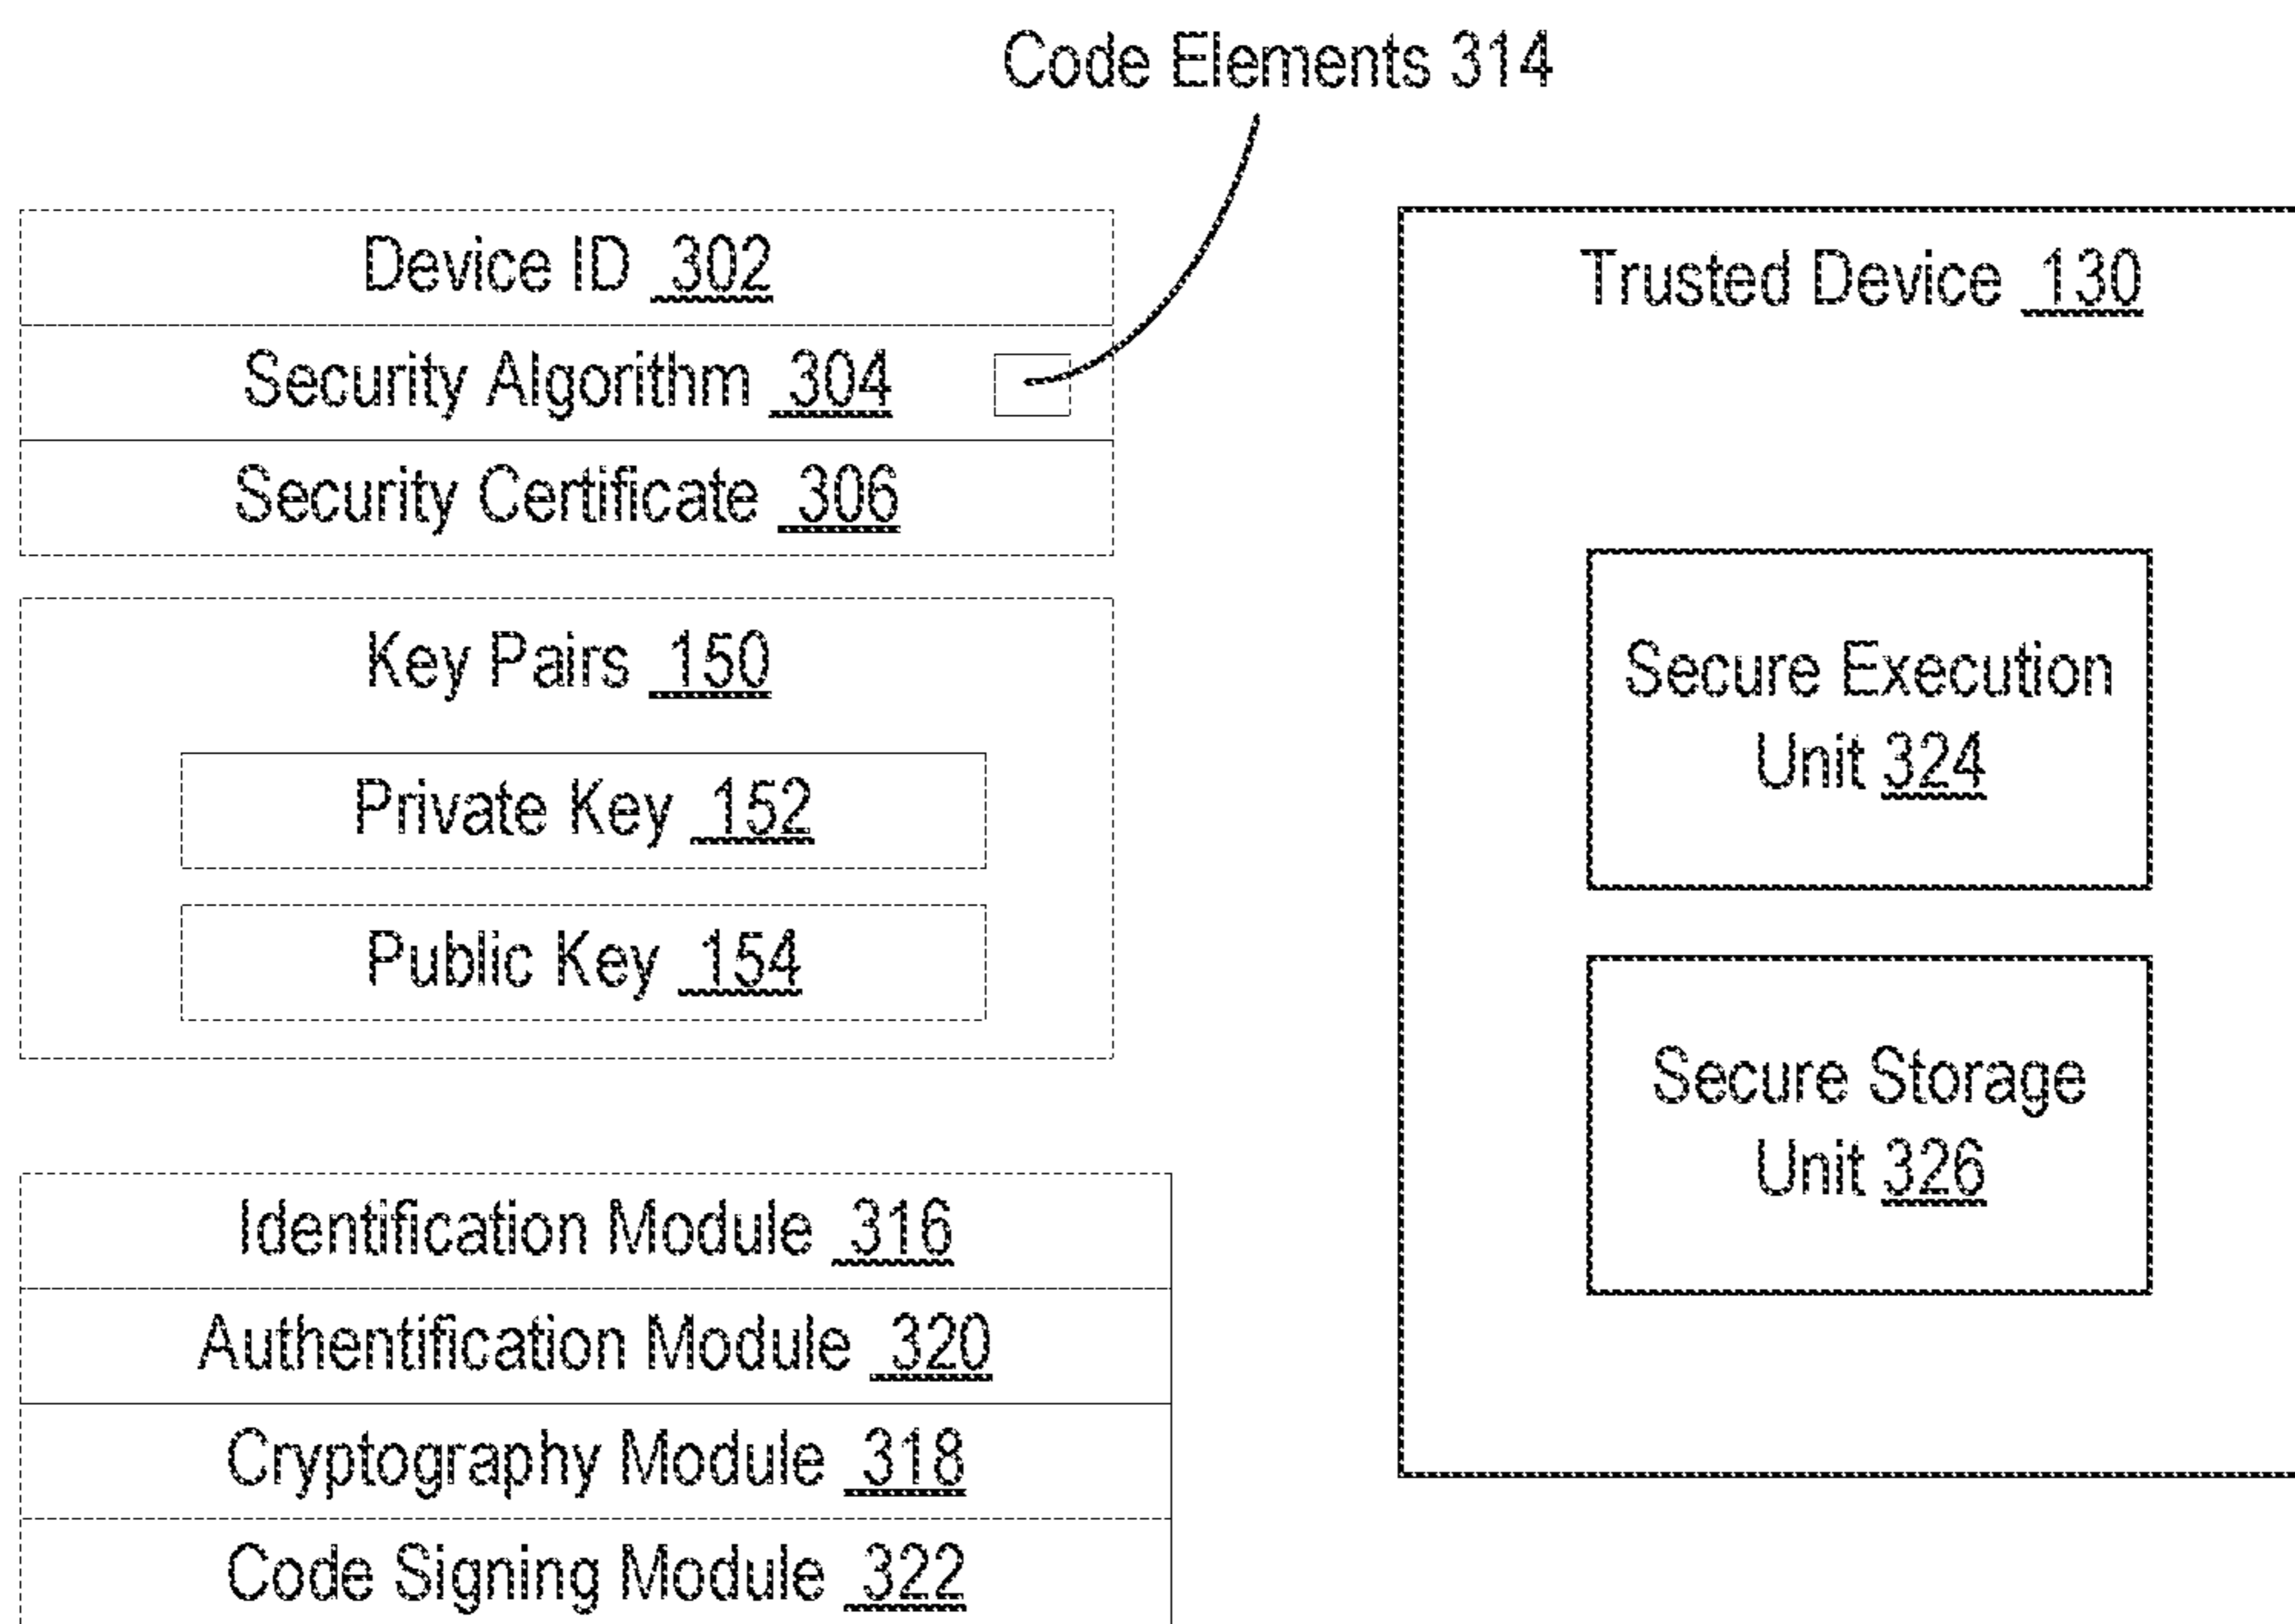 Code Elements 314
Device ID 302
Security Algorithm 304
Security Certificate 306
Key Pairs 150
Private Key 152
Public Key 154
Identification Module 316
Authentification Module 320
Cryptography Module 318
Code Signing Module 322
Trusted Device 130
Secure Execution
Unit 324
Secure Storage
Unit 326